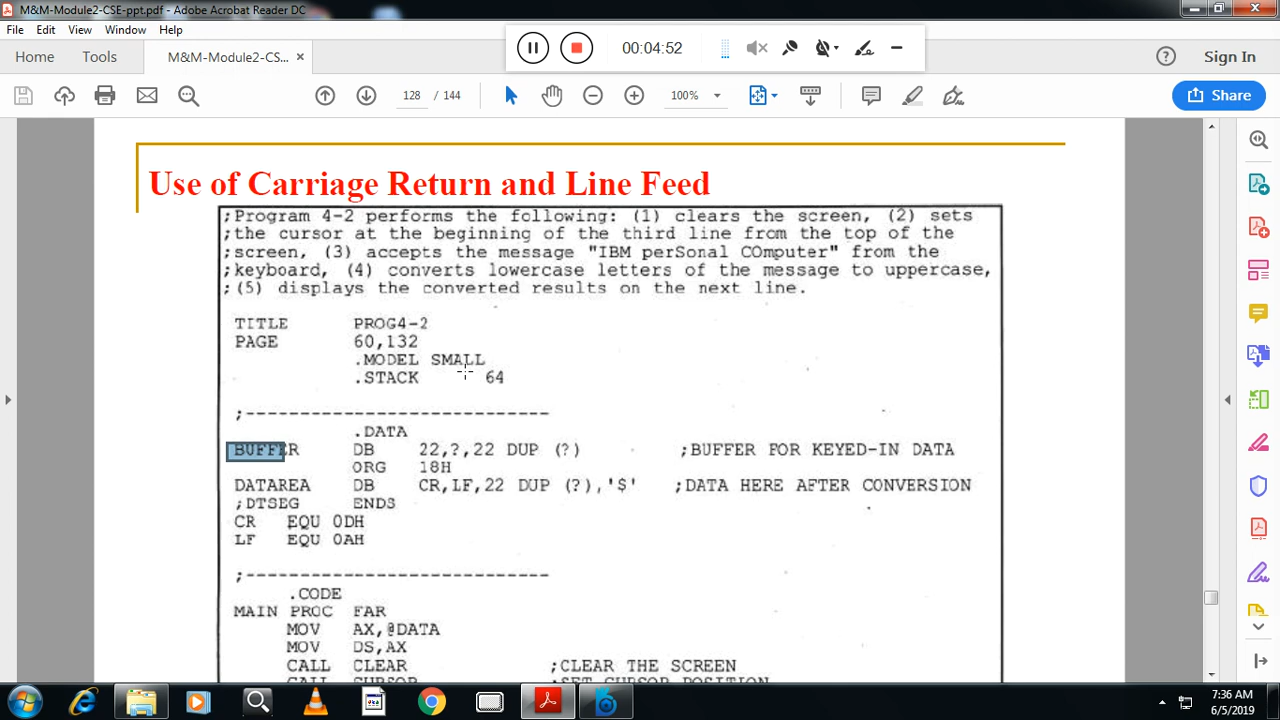 M&M-Module2-CSE-ppt.pdf - Adobe Acrobat Reader DC
File Edit View Window Help
00:04:52
Home Tools M&M-Module2-CS... × Sign In
128 / 144 100% Share
Use of Carriage Return and Line Feed
;Program 4-2 performs the following: (1) clears the screen, (2) sets
;the cursor at the beginning of the third line from the top of the
;screen, (3) accepts the message "IBM perSonal COmputer" from the
;keyboard, (4) converts lowercase letters of the message to uppercase,
;(5) displays the converted results on the next line.
TITLE PROG4-2
PAGE 60,132
.MODEL SMALL
.STACK 64
;-----------------------------
.DATA
BUFFER DB 22,?,22 DUP (?) ;BUFFER FOR KEYED-IN DATA
ORG 18H
DATAREA DB CR,LF,22 DUP (?),'$' ;DATA HERE AFTER CONVERSION
;DTSEG ENDS
CR EQU 0DH
LF EQU 0AH
;-----------------------------
.CODE
MAIN PROC FAR
MOV AX,@DATA
MOV DS,AX
CALL CLEAR ;CLEAR THE SCREEN
CALL CURSOR ;SET CURSOR POSITION
7:36 AM
6/5/2019